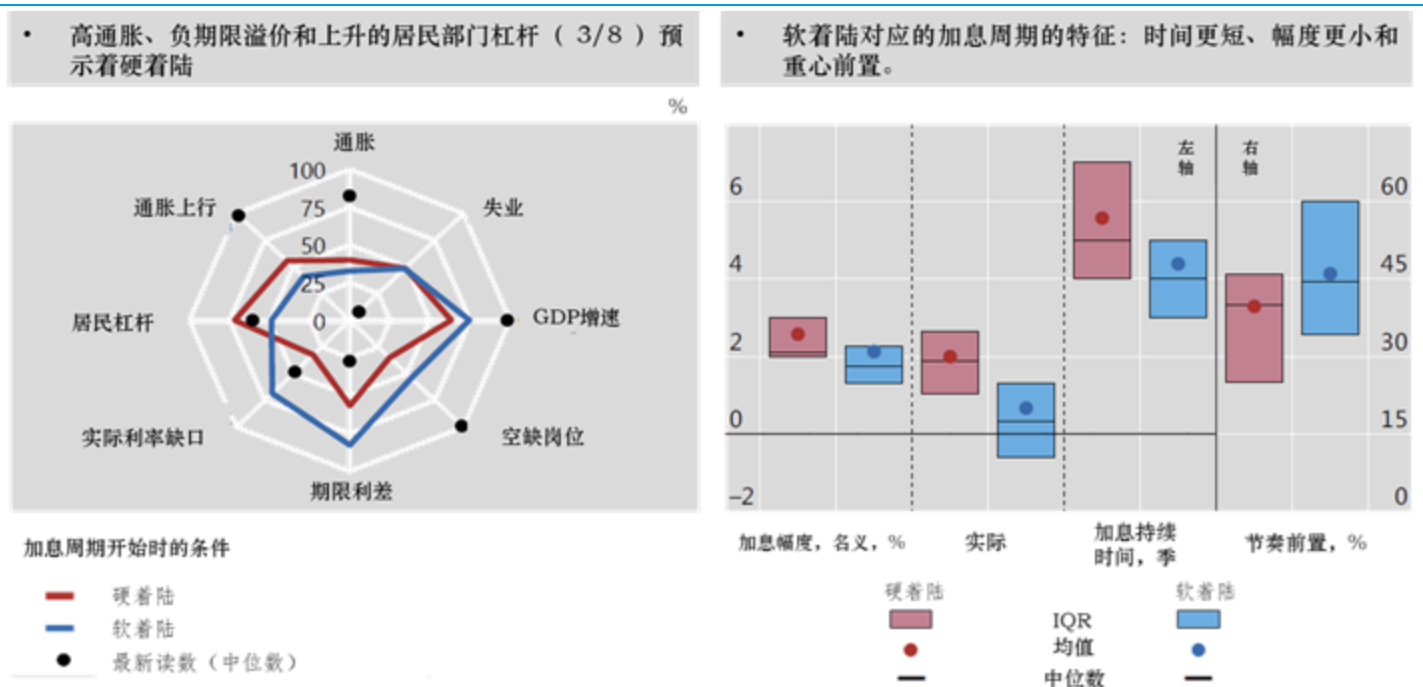 • 高通胀、负期限溢价和上升的居民部门杠杆（ 3/8 ）预
示着硬着陆
%
通胀
100
75
50
25
0
通胀上行
失业
居民杠杆
GDP增速
实际利率缺口
空缺岗位
期限利差
加息周期开始时的条件
硬着陆
软着陆
最新读数（中位数）
• 软着陆对应的加息周期的特征：时间更短、幅度更小和
重心前置。
左轴
右轴
6
4
2
0
–2
60
45
30
15
0
加息幅度，名义，%
实际
加息持续
时间，季
节奏前置，%
硬着陆
软着陆
IQR
均值
中位数